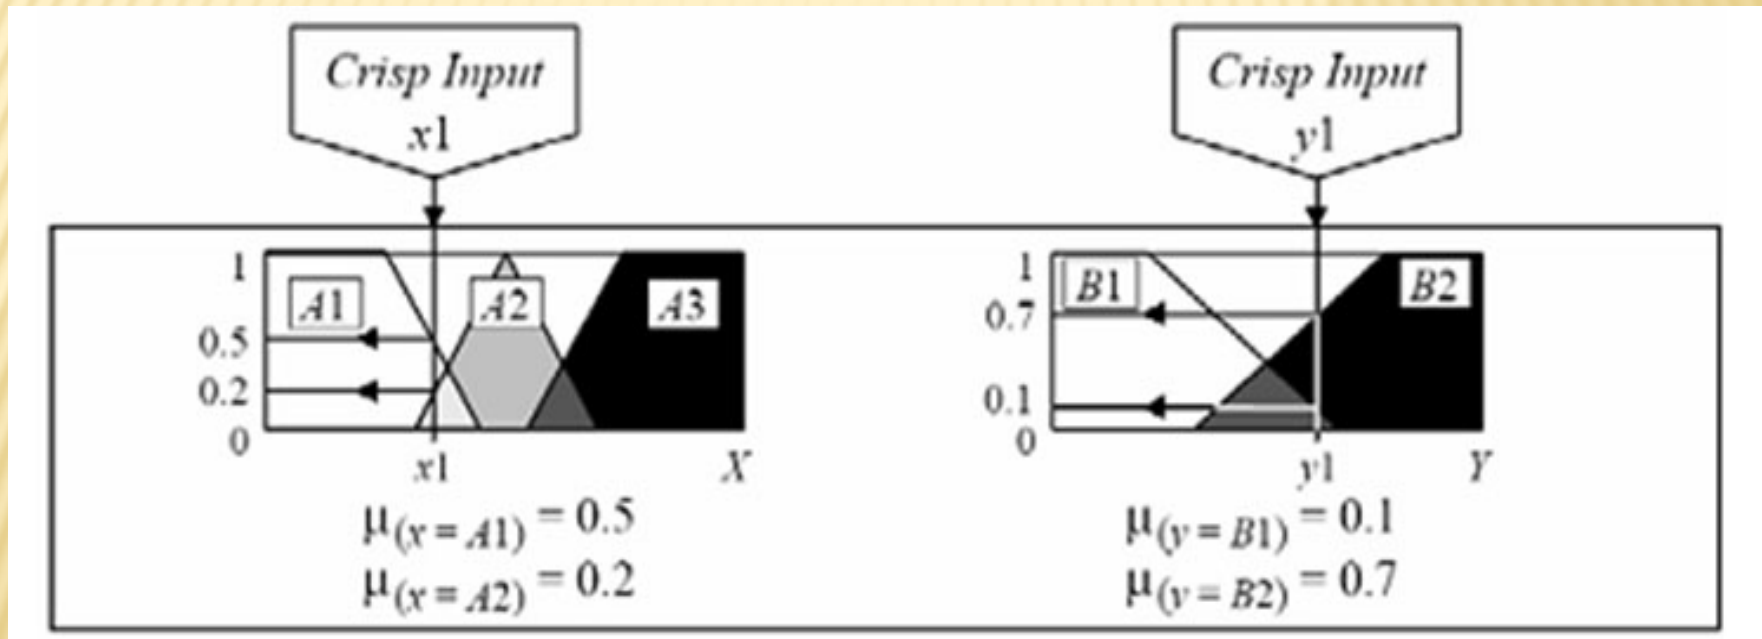 Crisp Input
x1
Crisp Input
y1
1
A1
A2
A3
0.5
0.2
0
x1
X
μ(x = A1) = 0.5
μ(x = A2) = 0.2
1
B1
B2
0.7
0.1
0
y1
Y
μ(y = B1) = 0.1
μ(y = B2) = 0.7